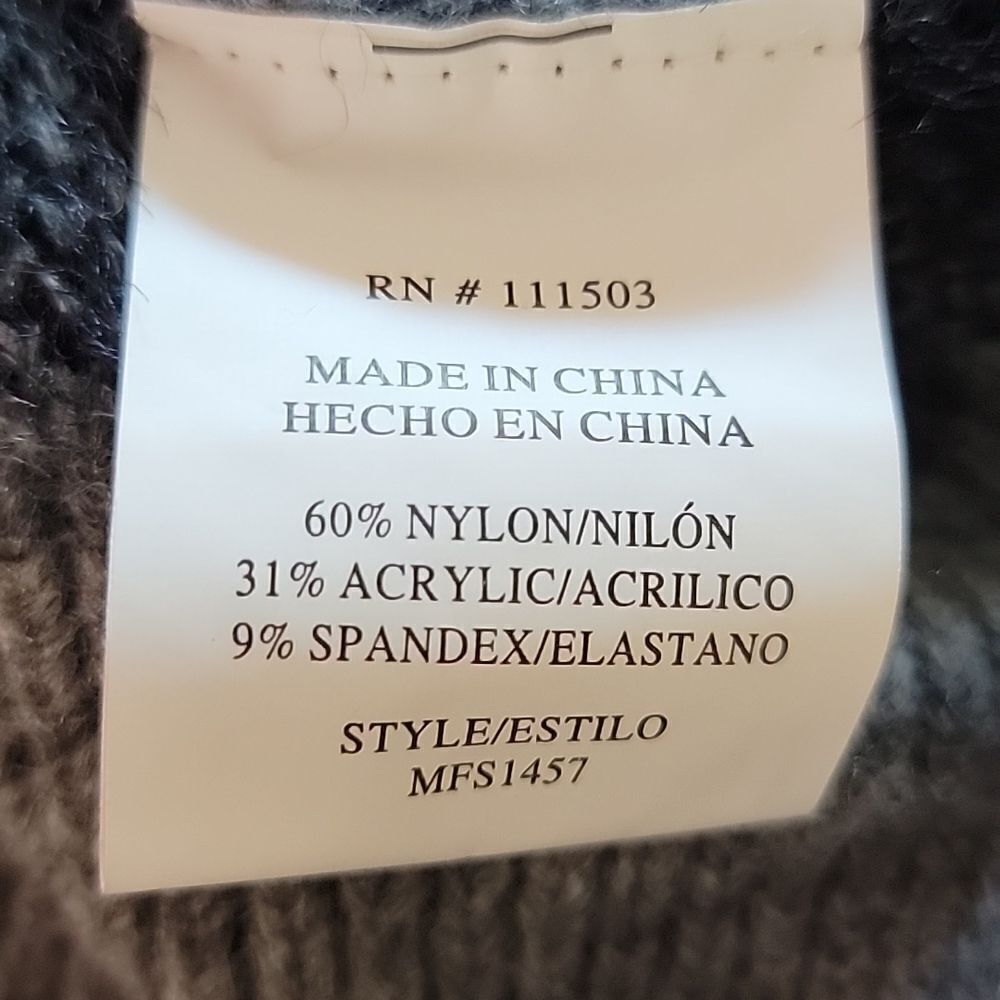 RN # 111503
MADE IN CHINA
HECHO EN CHINA
60% NYLON/NILÓN
31% ACRYLIC/ACRILICO
9% SPANDEX/ELASTANO
STYLE/ESTILO
MFS1457